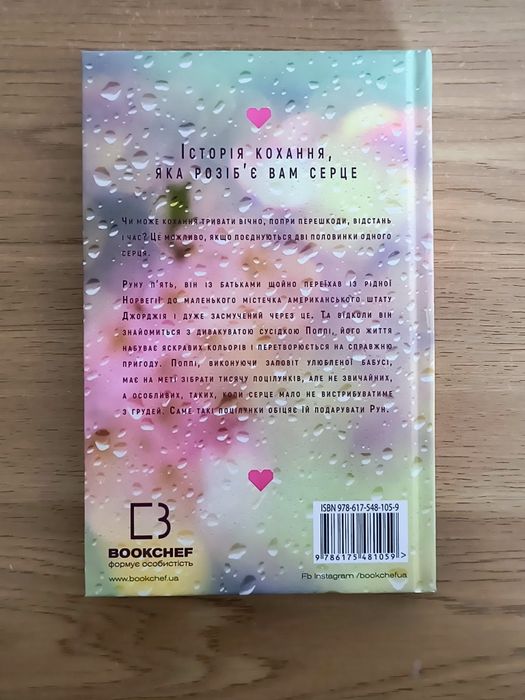 Історія кохання,
яка розіб'є вам серце
Чи може кохання тривати вічно, попри перешкоди, відстань
і час? Це можливо, якщо поєднуються дві половинки одного
серця.
Руну п'ять, він із батьками щойно переїхав із рідної
Норвегії до маленького містечка американського штату
Джорджія і дуже засмучений через це. Та відколи він
знайомиться з дивакуватою сусідкою Поппі, його життя
набуває яскравих кольорів і перетворюється на справжню
пригоду. Поппі, виконуючи заповіт улюбленої бабусі,
має на меті зібрати тисячу поцілунків, але не звичайних,
а особливих, таких, коли серце мало не вистрибуватиме
з грудей. Саме такі поцілунки обіцяє їй подарувати Рун.
ISBN 978-617-548-105-9
9 786175 481059 >
BOOKCHEF
формує особистість
www.bookchef.ua
Fb Instagram /bookchefua